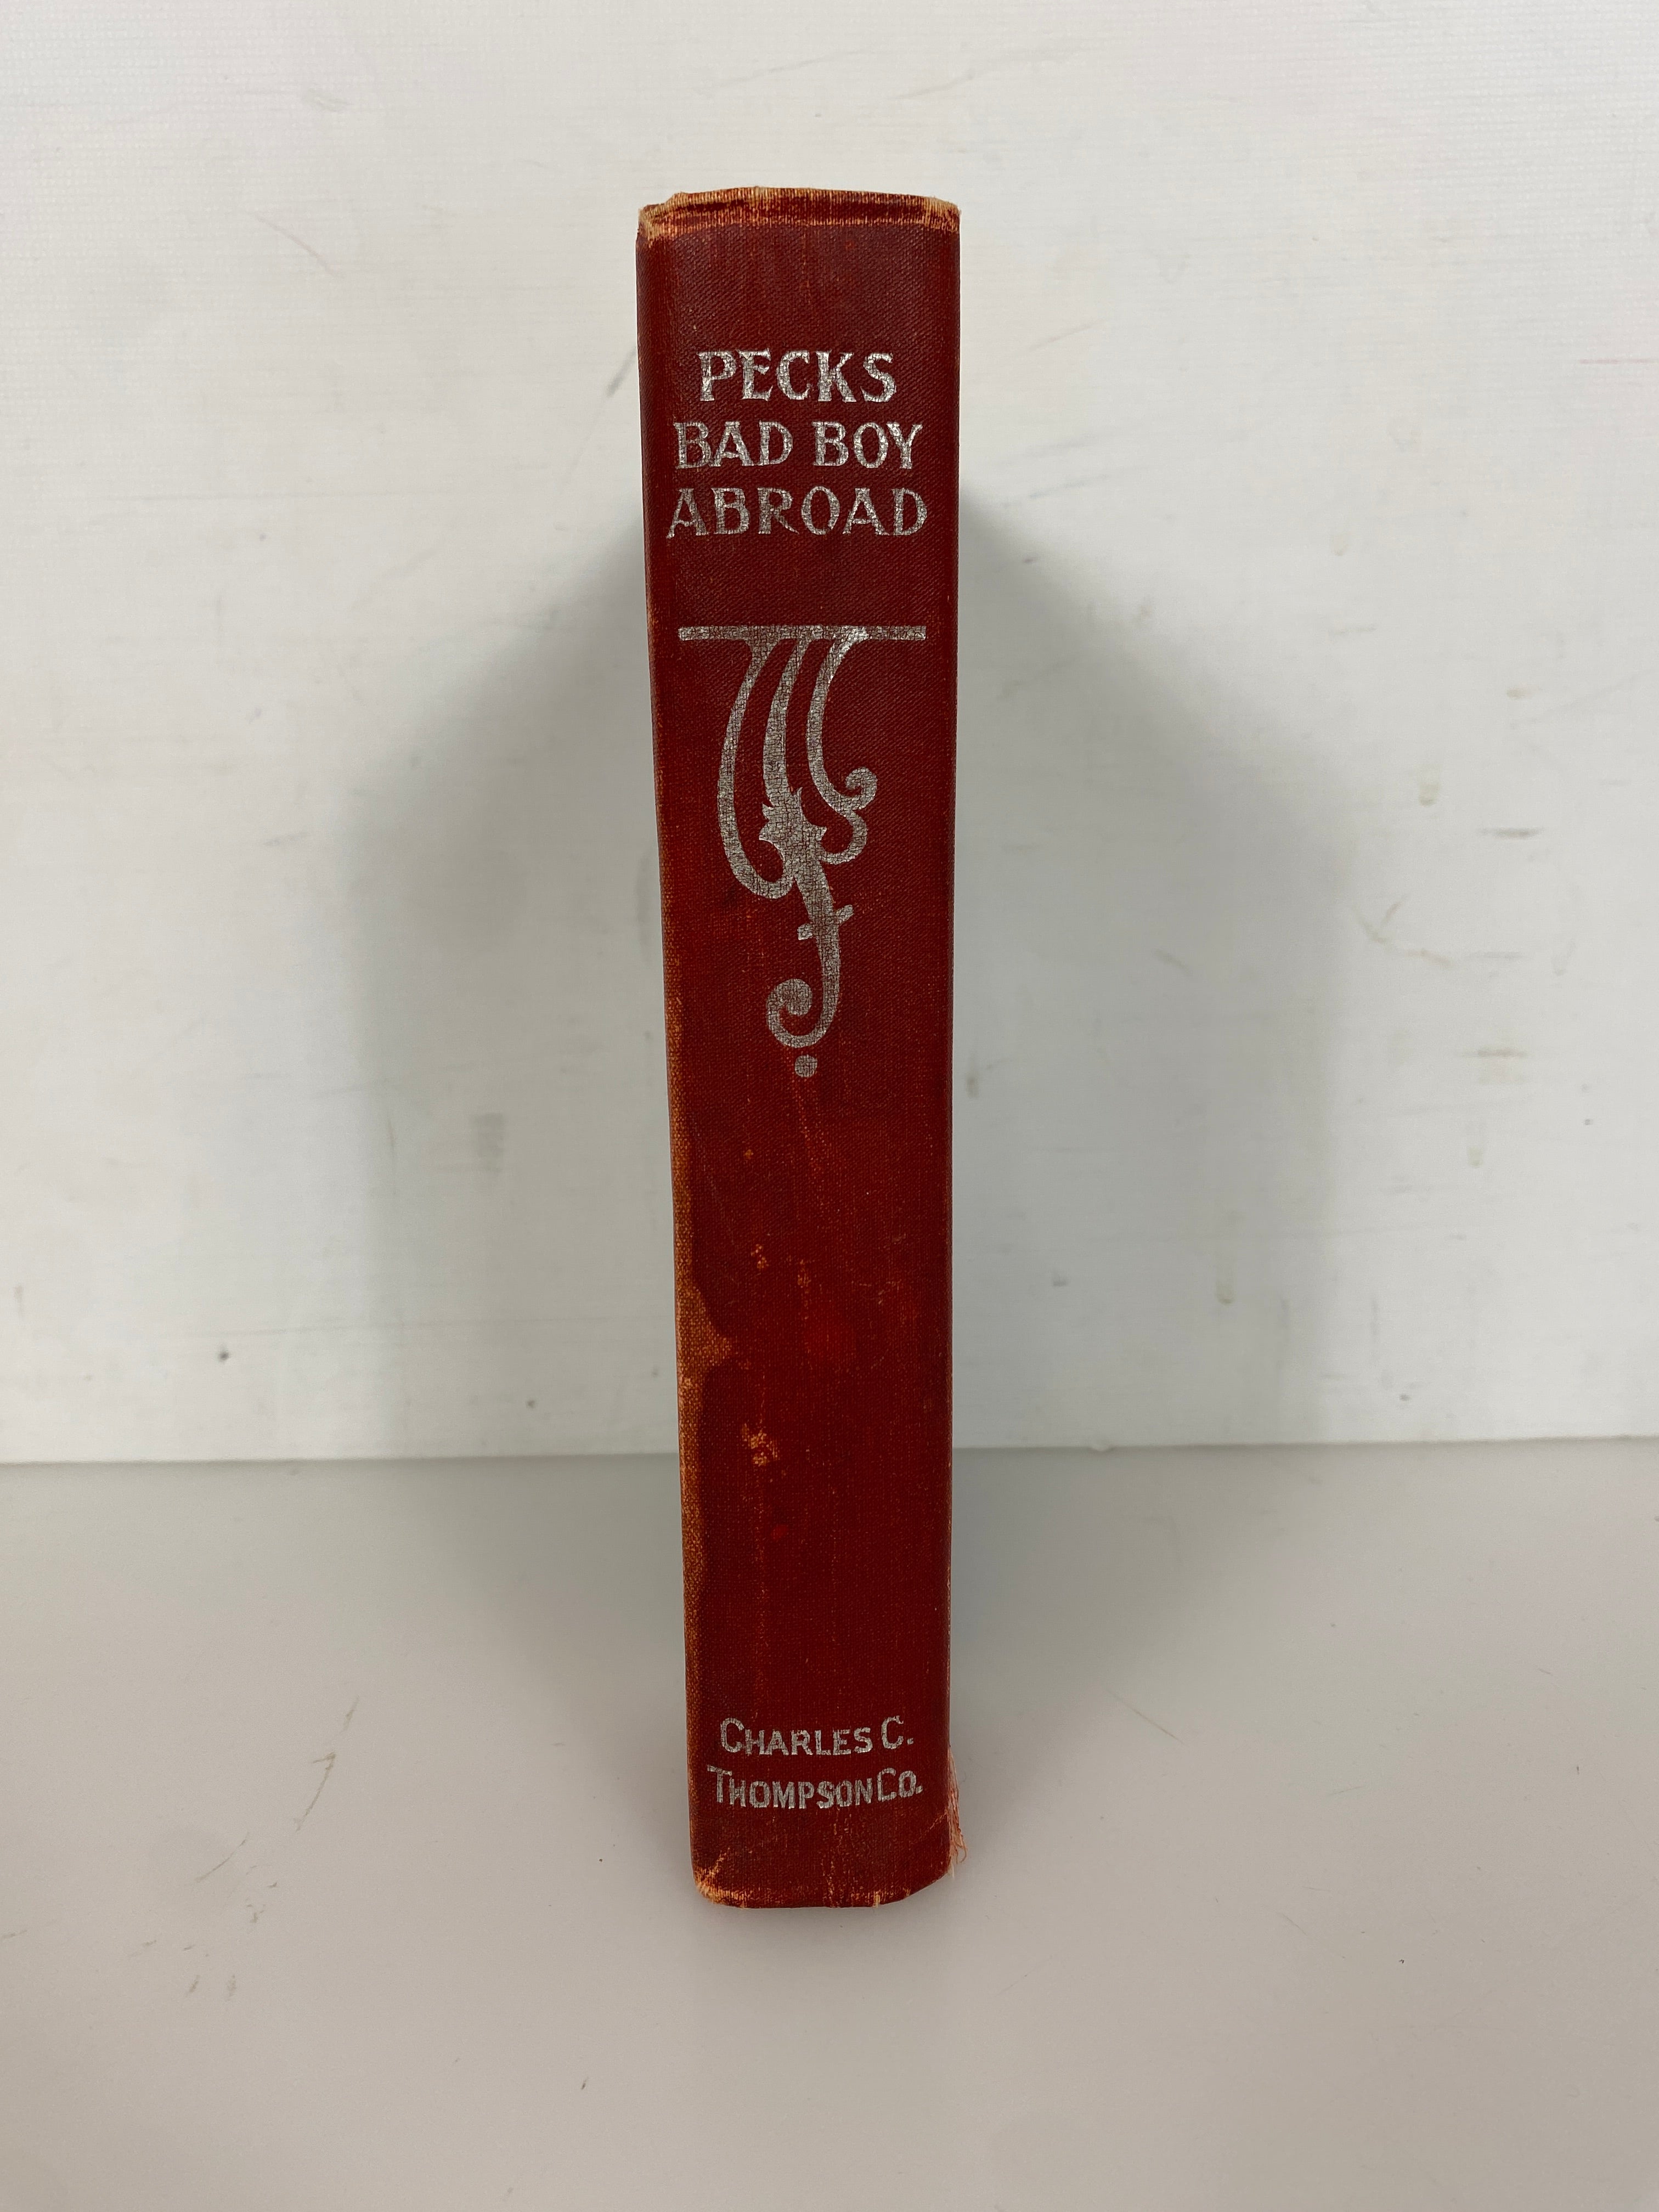 PECKS
BAD BOY
ABROAD
CHARLES C.
THOMPSON CO.